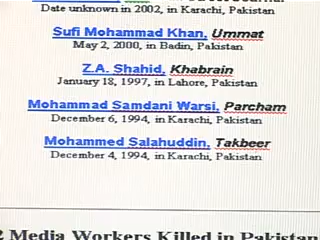 Date unknown in 2002, in Karachi, Pakistan
Sufi Mohammad Khan, Ummat
May 2, 2000, in Badin, Pakistan
Z.A. Shahid, Khabrain
January 18, 1997, in Lahore, Pakistan
Mohammad Samdani Warsi, Parcham
December 6, 1994, in Karachi, Pakistan
Mohammed Salahuddin, Takbeer
December 4, 1994, in Karachi, Pakistan
2 Media Workers Killed in Pakistan